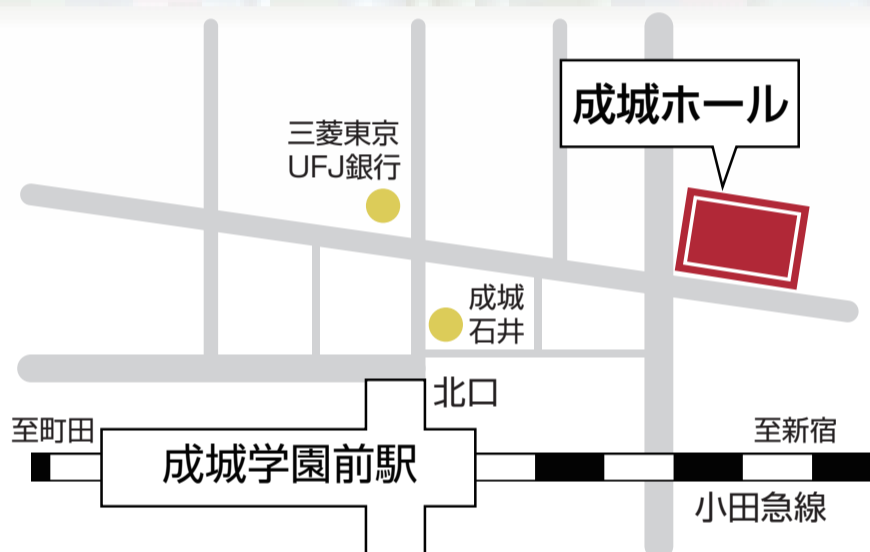 成城ホール
三菱東京
UFJ銀行
成城
石井
北口
至町田
成城学園前駅
至新宿
小田急線